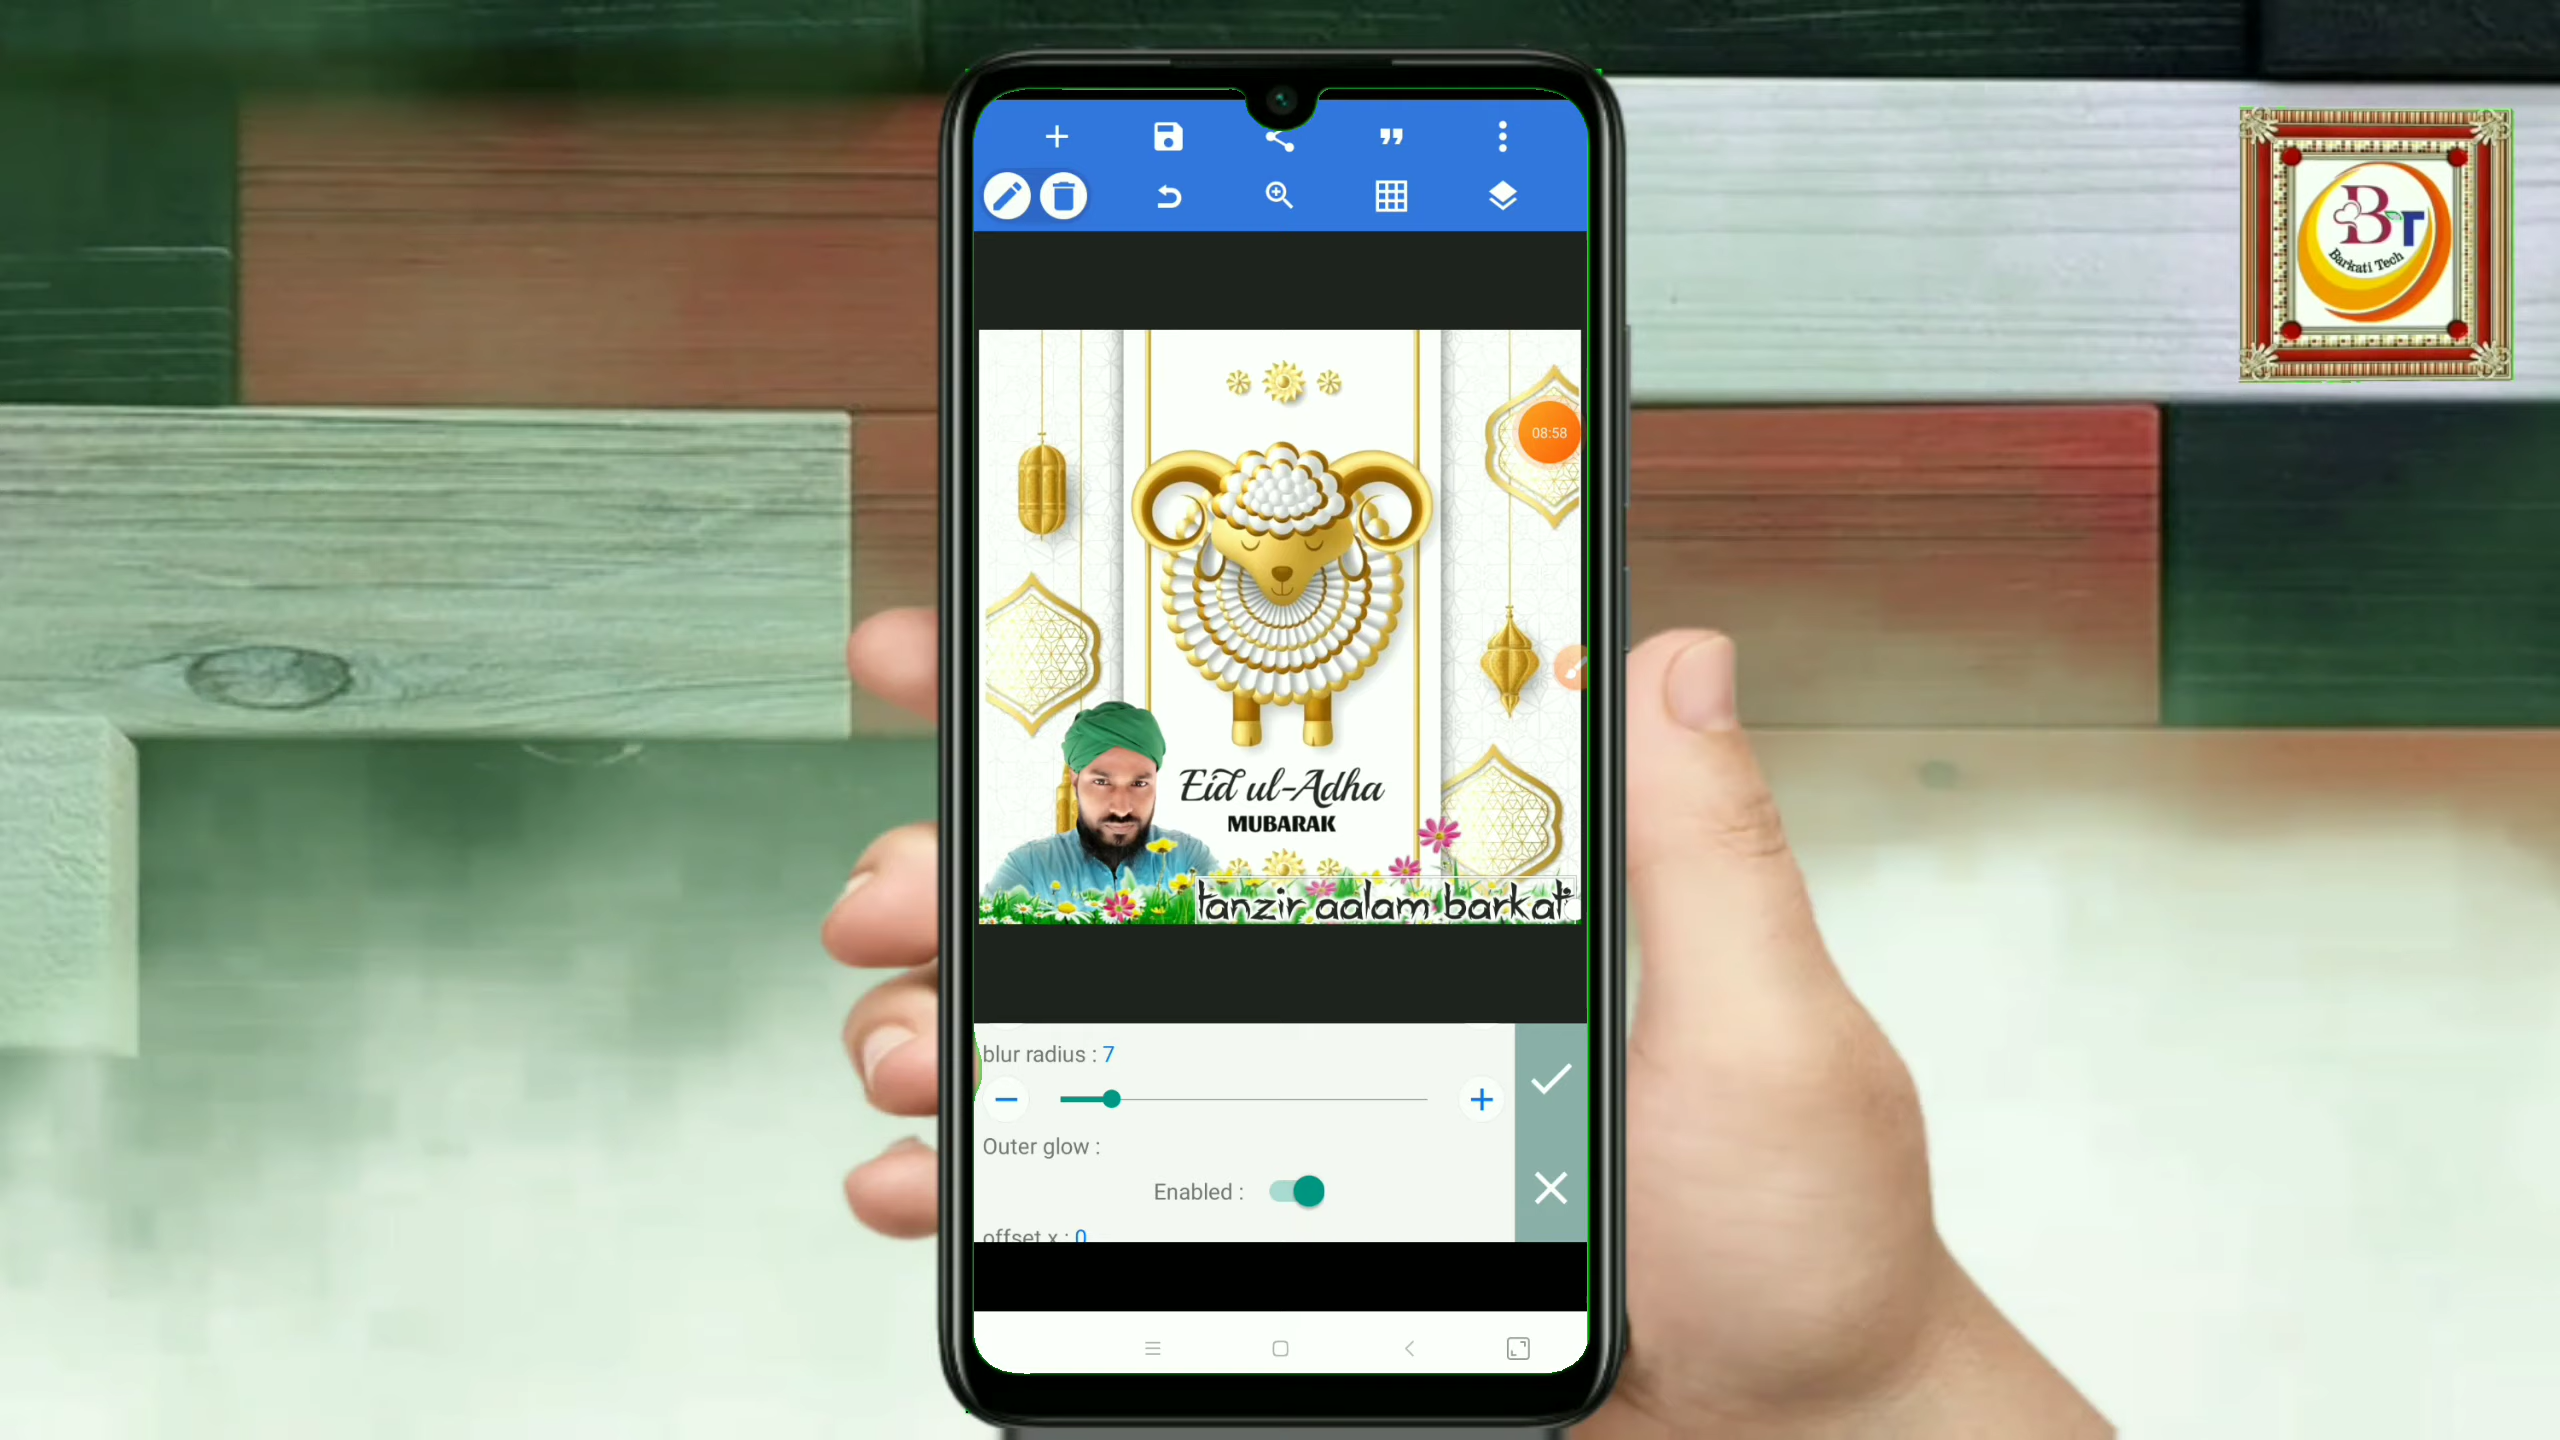 BT
Barkati Tech
08:58
Eid ul-Adha
MUBARAK
tanzir aalam barkati
blur radius : 7
Outer glow :
Enabled :
offset x : 0